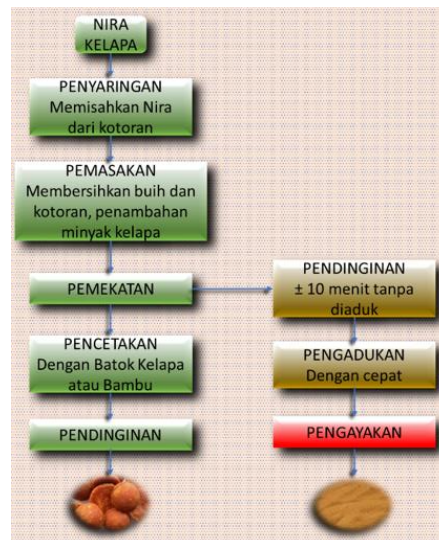 NIRA
KELAPA
PENYARINGAN
Memisahkan Nira
dari kotoran
PEMASAKAN
Membersihkan buih dan
kotoran, penambahan
minyak kelapa
PEMEKATAN
PENCETAKAN
Dengan Batok Kelapa
atau Bambu
PENDINGINAN
PENDINGINAN
± 10 menit tanpa
diaduk
PENGADUKAN
Dengan cepat
PENGAYAKAN